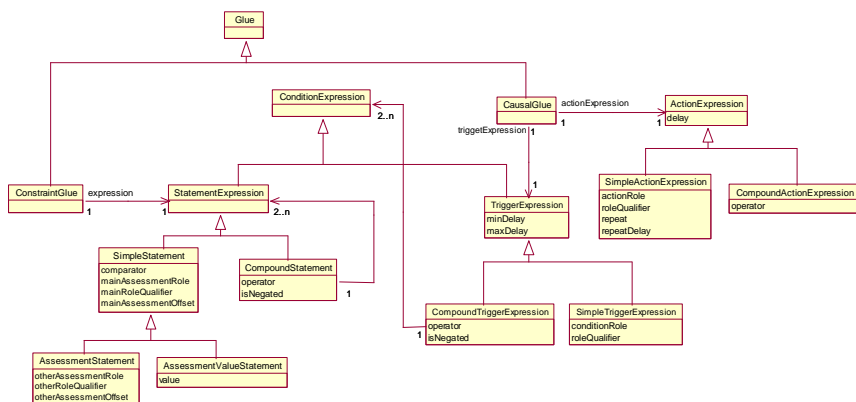 Glue
ConditionExpression
2..n
CausalGlue
actionExpression
1
1
ActionExpression
delay
triggetExpression
1
1
ConstraintGlue
expression
1
1
StatementExpression
2..n
TriggerExpression
minDelay
maxDelay
SimpleActionExpression
actionRole
roleQualifier
repeat
repeatDelay
CompoundActionExpression
operator
SimpleStatement
comparator
mainAssessmentRole
mainRoleQualifier
mainAssessmentOffset
CompoundStatement
operator
isNegated
1
CompoundTriggerExpression
operator
isNegated
1
SimpleTriggerExpression
conditionRole
roleQualifier
AssessmentStatement
otherAssessmentRole
otherRoleQualifier
otherAssessmentOffset
AssessmentValueStatement
value